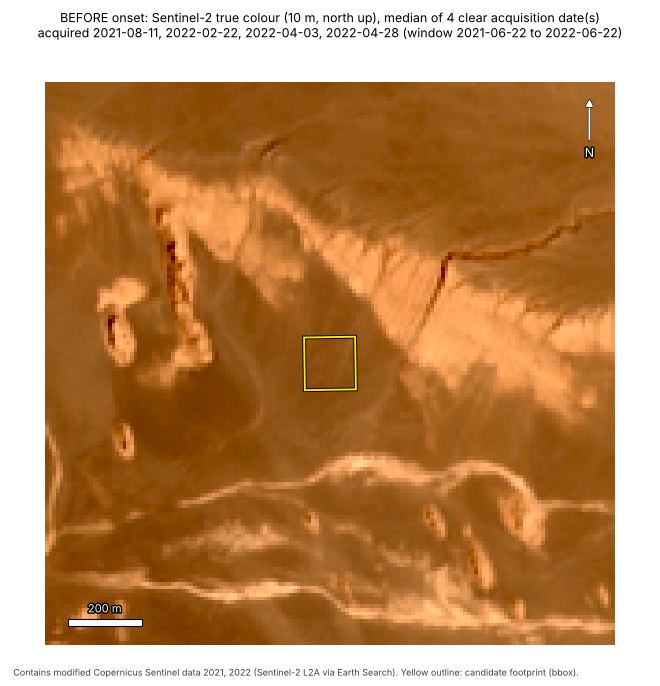 BEFORE onset: Sentinel-2 true colour (10 m, north up), median of 4 clear acquisition date(s)
acquired 2021-08-11, 2022-02-22, 2022-04-03, 2022-04-28 (window 2021-06-22 to 2022-06-22)
N
200 m
Contains modified Copernicus Sentinel data 2021, 2022 (Sentinel-2 L2A via Earth Search). Yellow outline: candidate footprint (bbox).